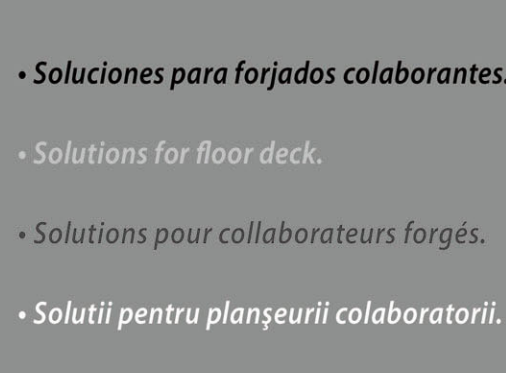 • Soluciones para forjados colaborantes.
• Solutions for floor deck.
• Solutions pour collaborateurs forgés.
• Solutii pentru planşeurii colaboratorii.